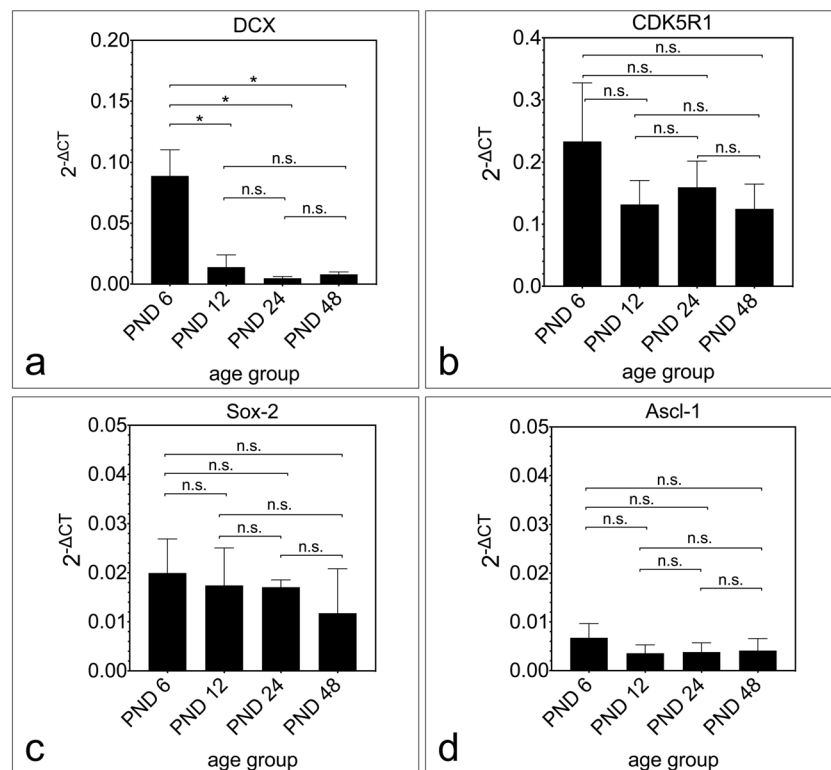 DCX
0.20
0.15
0.10
0.05
0.00
2-ΔCT
*
*
*
n.s.
n.s.
n.s.
PND 6
PND 12
PND 24
PND 48
age group
a
CDK5R1
0.4
0.3
0.2
0.1
0.0
2-ΔCT
n.s.
n.s.
n.s.
n.s.
n.s.
n.s.
PND 6
PND 12
PND 24
PND 48
age group
b
Sox-2
0.05
0.04
0.03
0.02
0.01
0.00
2-ΔCT
n.s.
n.s.
n.s.
n.s.
n.s.
n.s.
PND 6
PND 12
PND 24
PND 48
age group
c
Ascl-1
0.05
0.04
0.03
0.02
0.01
0.00
2-ΔCT
n.s.
n.s.
n.s.
n.s.
n.s.
n.s.
PND 6
PND 12
PND 24
PND 48
age group
d